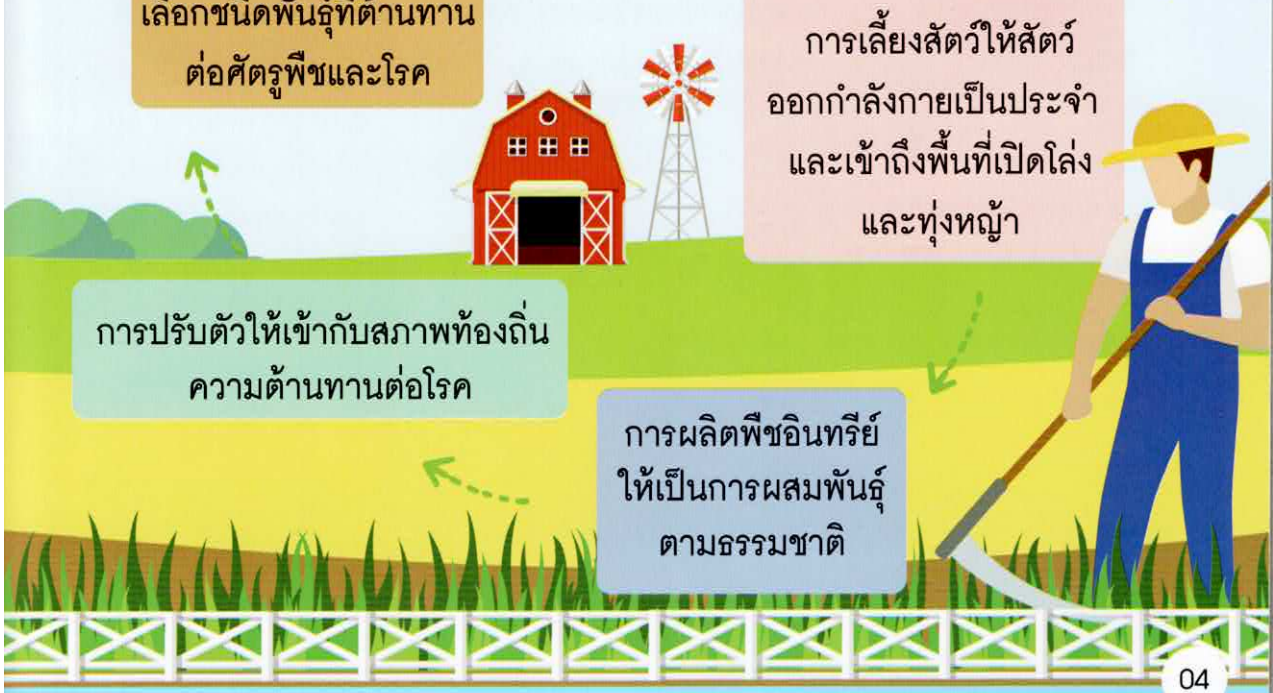 เลือกชนิดพันธุ์ที่ต้านทาน
ต่อศัตรูพืชและโรค
การเลี้ยงสัตว์ให้สัตว์
ออกกำลังกายเป็นประจำ
และเข้าถึงพื้นที่เปิดโล่ง
และทุ่งหญ้า
การปรับตัวให้เข้ากับสภาพท้องถิ่น
ความต้านทานต่อโรค
การผลิตพืชอินทรีย์
ให้เป็นการผสมพันธุ์
ตามธรรมชาติ
04